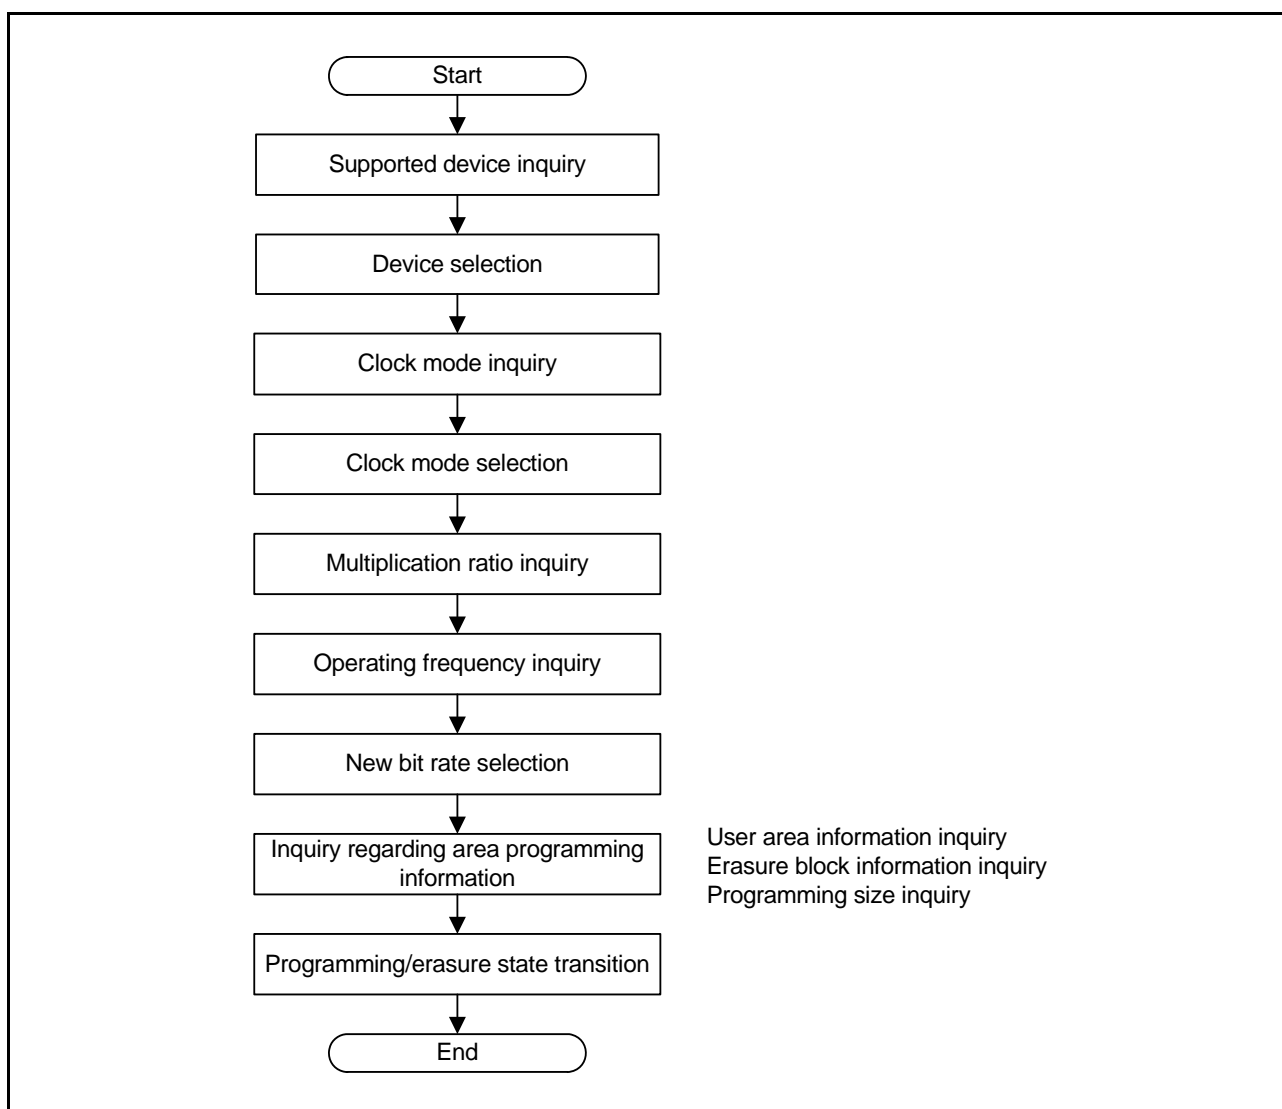 Start
Supported device inquiry
Device selection
Clock mode inquiry
Clock mode selection
Multiplication ratio inquiry
Operating frequency inquiry
New bit rate selection
Inquiry regarding area programming
information
User area information inquiry
Erasure block information inquiry
Programming size inquiry
Programming/erasure state transition
End